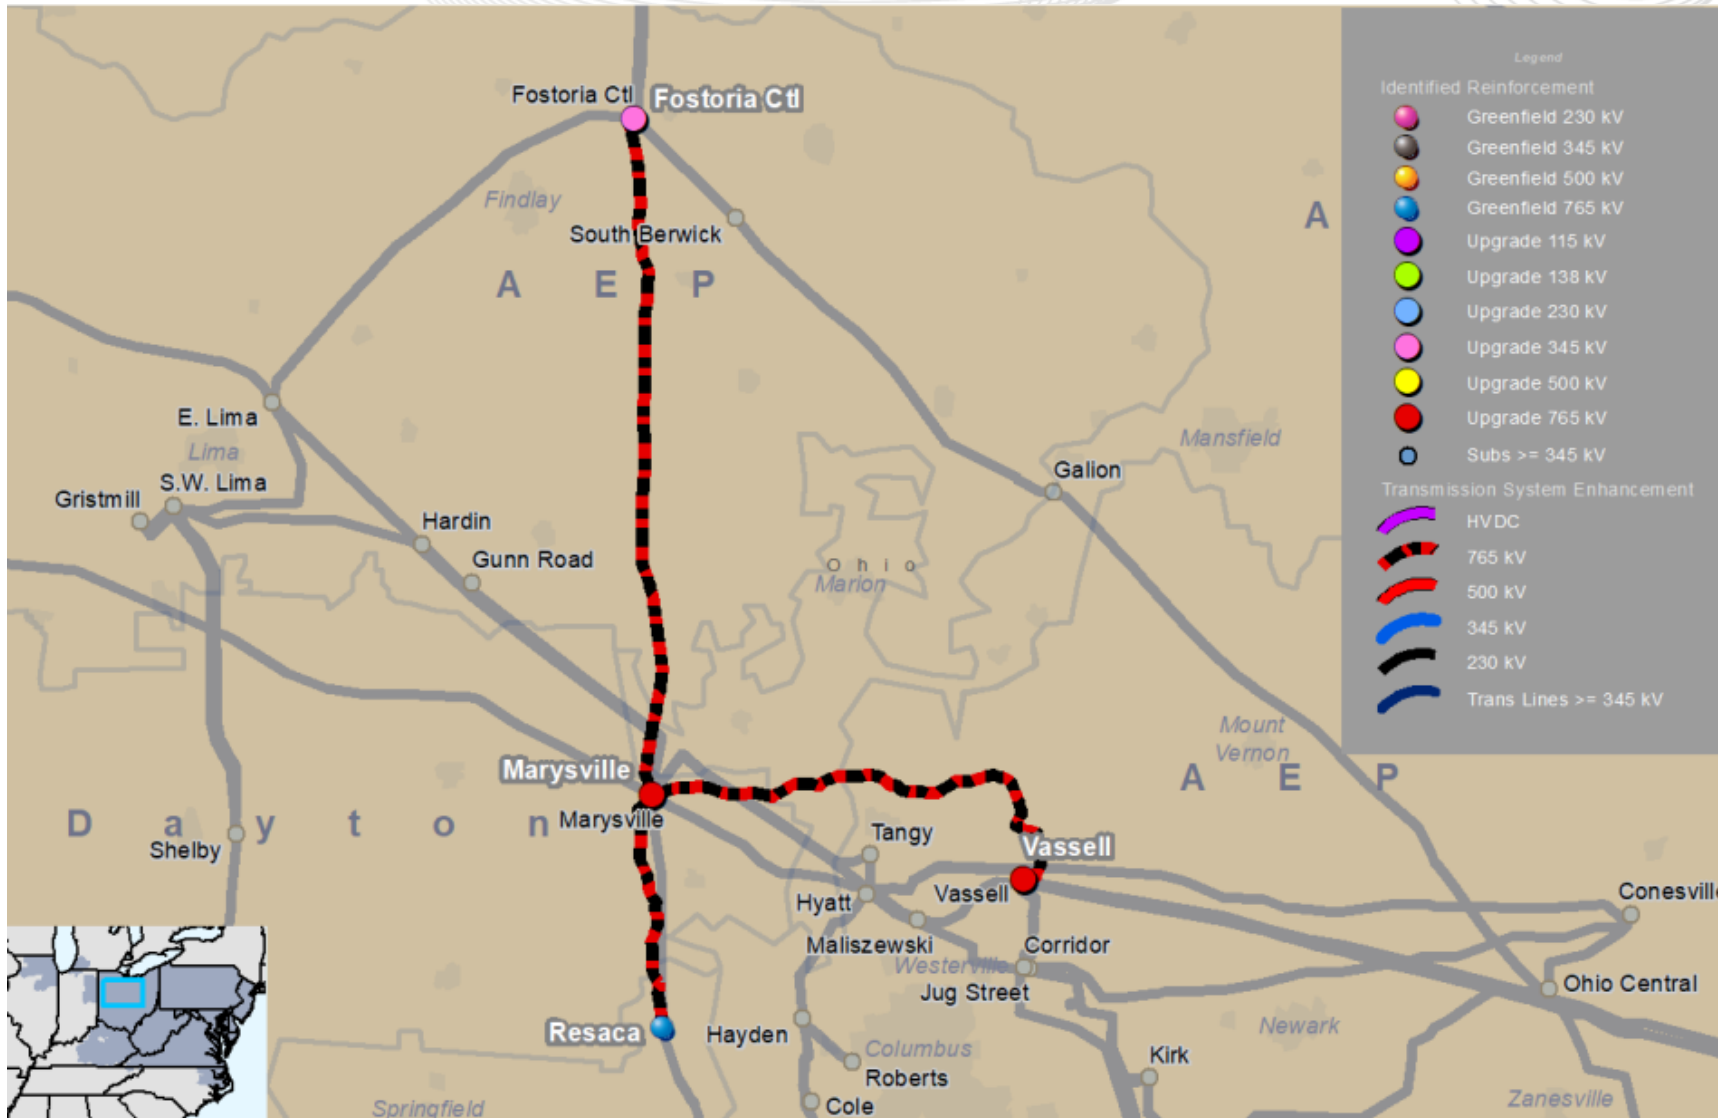 Legend
Identified Reinforcement
Greenfield 230 kV
Greenfield 345 kV
Greenfield 500 kV
Greenfield 765 kV
Upgrade 115 kV
Upgrade 138 kV
Upgrade 230 kV
Upgrade 345 kV
Upgrade 500 kV
Upgrade 765 kV
Subs >= 345 kV
Transmission System Enhancement
HVDC
765 kV
500 kV
345 kV
230 kV
Trans Lines >= 345 kV
Fostoria Ctl
Fostoria Ctl
Findlay
A
South Berwick
A E P
E. Lima
Mansfield
Lima
Galion
S.W. Lima
Gristmill
Hardin
Gunn Road
Ohio
Marion
Mount
Vernon
Marysville
A E P
Marysville
Dayton
Tangy
Shelby
Vassell
Vassell
Hyatt
Conesville
Maliszewski
Corridor
Westerville
Jug Street
Ohio Central
Resaca
Hayden
Newark
Columbus
Kirk
Roberts
Zanesville
Springfield
Cole